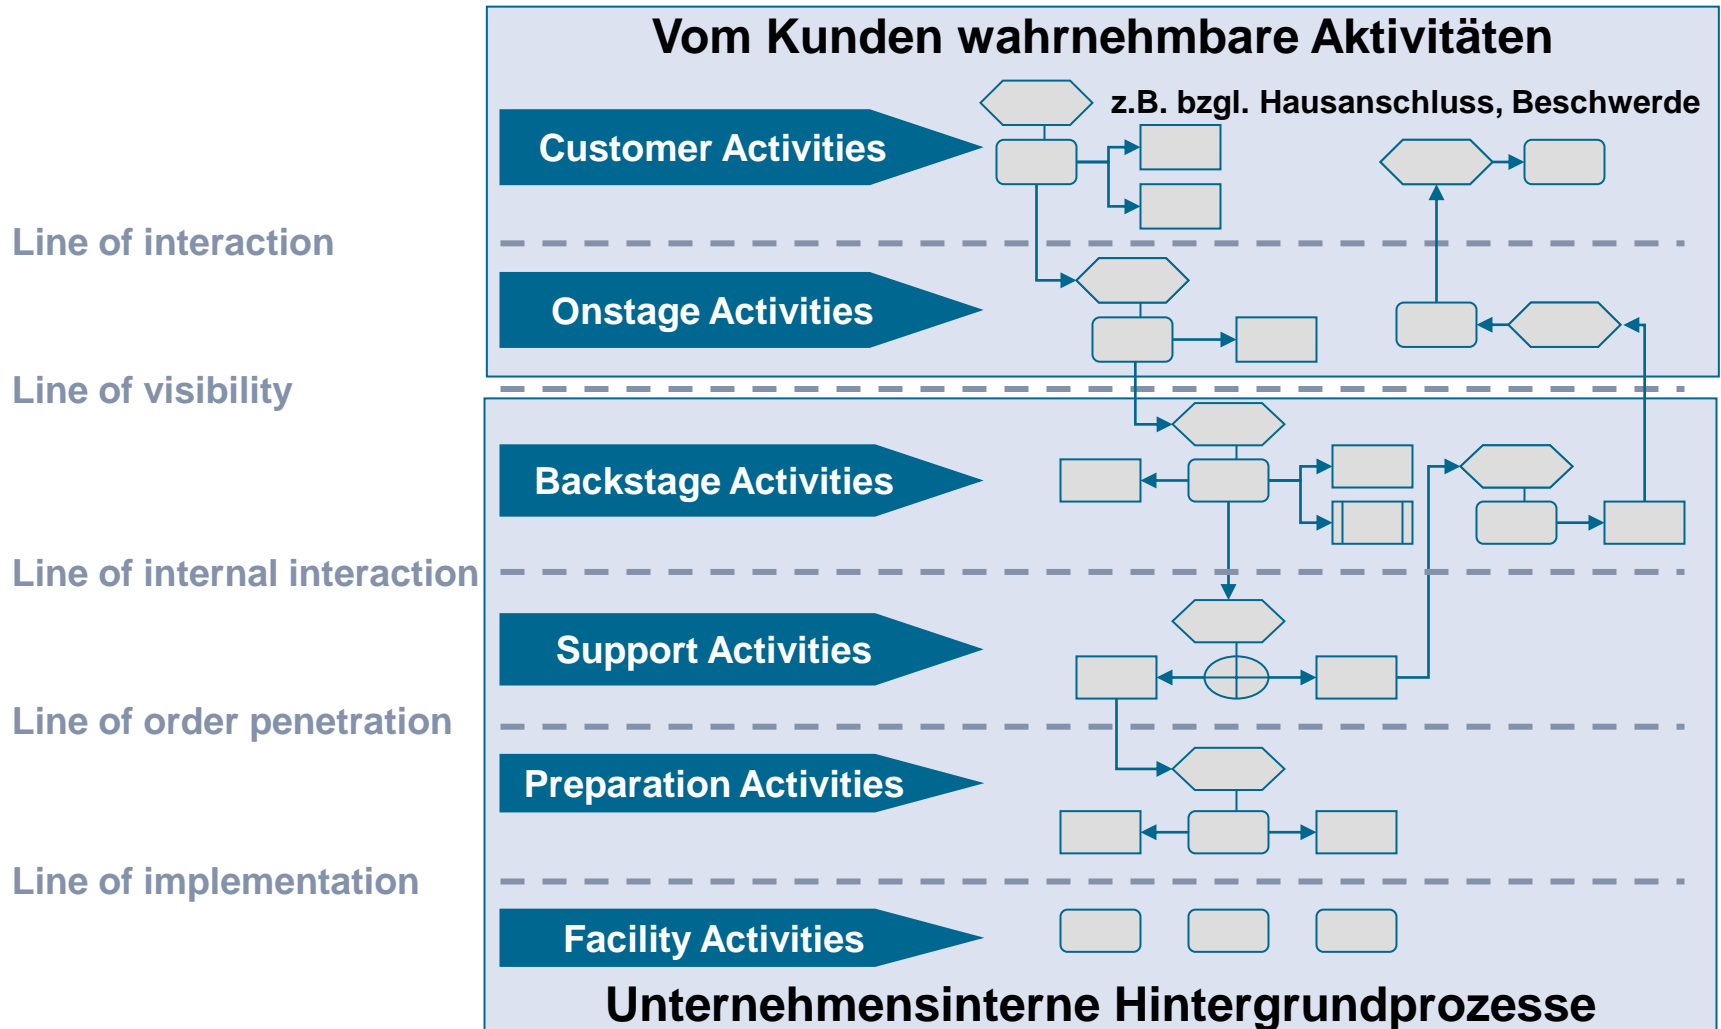 Vom Kunden wahrnehmbare Aktivitäten
z.B. bzgl. Hausanschluss, Beschwerde
Customer Activities
Line of interaction
Onstage Activities
Line of visibility
Backstage Activities
Line of internal interaction
Support Activities
Line of order penetration
Preparation Activities
Line of implementation
Facility Activities
Unternehmensinterne Hintergrundprozesse